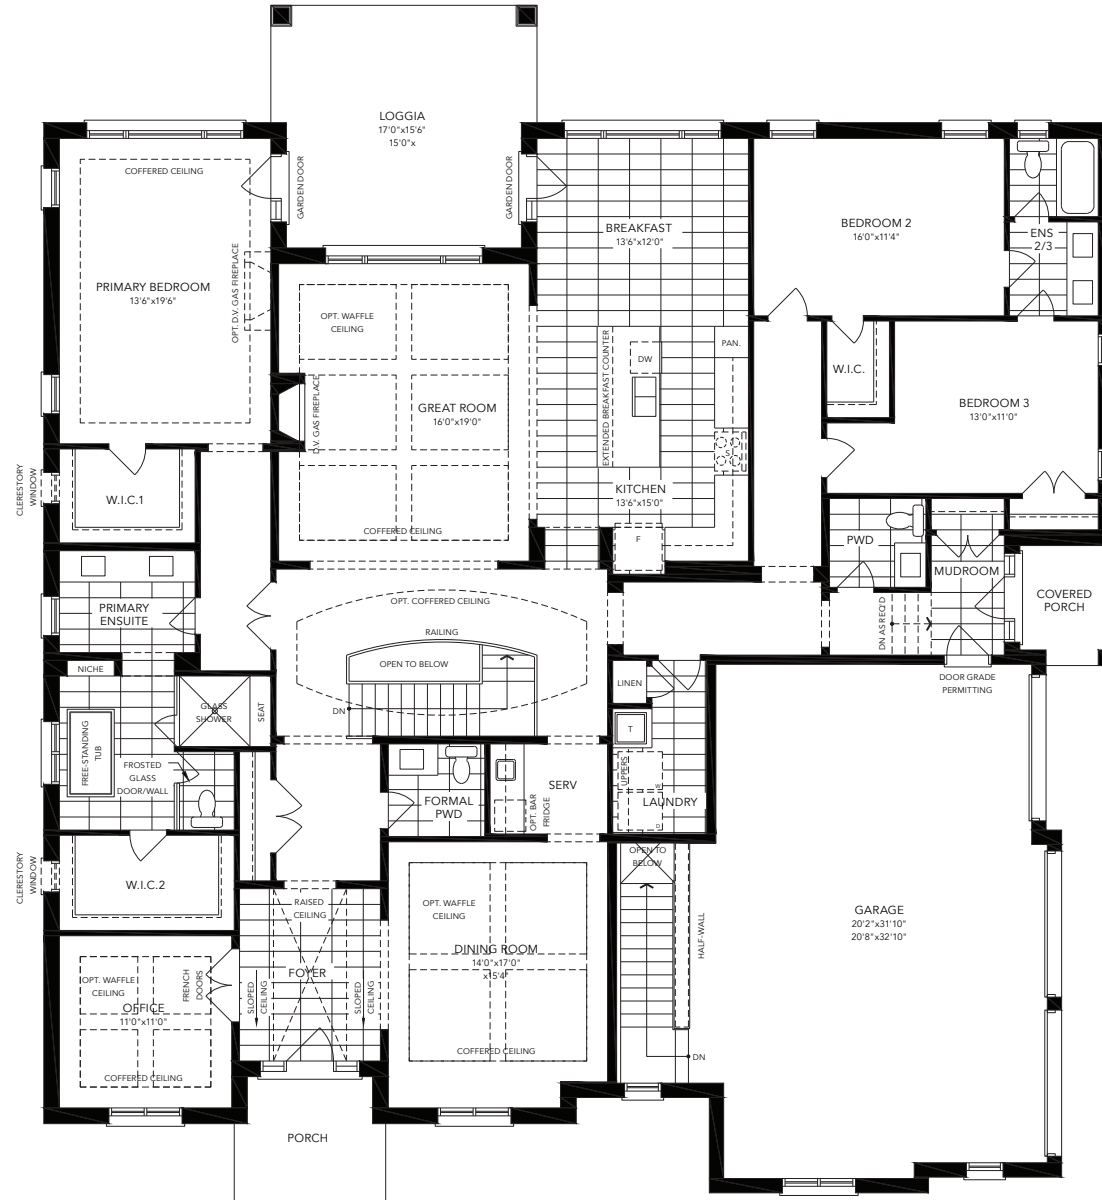 LOGGIA
17'0"x15'6"
15'0"x
COFFERED CEILING
GARDEN DOOR
GARDEN DOOR
PRIMARY BEDROOM
13'6"x19'6"
OPT. D.V. GAS FIREPLACE
BREAKFAST
13'6"x12'0"
BEDROOM 2
16'0"x11'4"
ENS
2/3
OPT. WAFFLE
CEILING
GREAT ROOM
16'0"x19'0"
D.V. GAS FIREPLACE
COFFERED CEILING
EXTENDED BREAKFAST COUNTER
DW
PAN.
S
KITCHEN
13'6"x15'0"
F
W.I.C.
BEDROOM 3
13'0"x11'0"
CLERESTORY
WINDOW
W.I.C.1
PWD
MUDROOM
COVERED
PORCH
DN AS REQ'D
DOOR GRADE
PERMITTING
PRIMARY
ENSUITE
OPT. COFFERED CEILING
RAILING
OPEN TO BELOW
DN
NICHE
GLASS
SHOWER
SEAT
FREE-STANDING
TUB
FROSTED
GLASS
DOOR/WALL
LINEN
T
UPPERS
W
D
LAUNDRY
FORMAL
PWD
SERV
OPT. BAR
FRIDGE
CLERESTORY
WINDOW
W.I.C.2
OPEN TO
BELOW
HALF-WALL
DN
GARAGE
20'2"x31'10"
20'8"x32'10"
RAISED
CEILING
FOYER
SLOPED
CEILING
SLOPED
CEILING
OPT. WAFFLE
CEILING
DINING ROOM
14'0"x17'0"
x15'4"
COFFERED CEILING
FRENCH
DOORS
OPT. WAFFLE
CEILING
OFFICE
11'0"x11'0"
COFFERED CEILING
PORCH